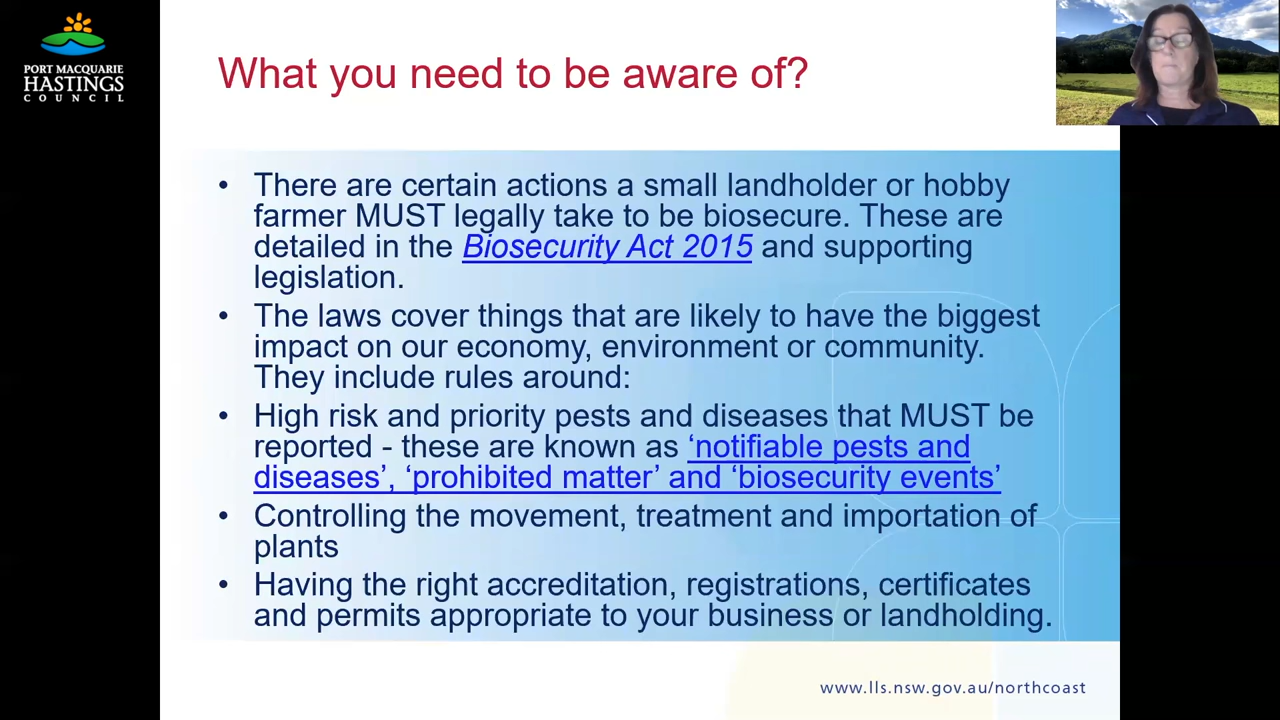 PORT MACQUARIE
HASTINGS
COUNCIL
What you need to be aware of?
• There are certain actions a small landholder or hobby
farmer MUST legally take to be biosecure. These are
detailed in the Biosecurity Act 2015 and supporting
legislation.
• The laws cover things that are likely to have the biggest
impact on our economy, environment or community.
They include rules around:
• High risk and priority pests and diseases that MUST be
reported - these are known as ‘notifiable pests and
diseases’, ‘prohibited matter’ and ‘biosecurity events’
• Controlling the movement, treatment and importation of
plants
• Having the right accreditation, registrations, certificates
and permits appropriate to your business or landholding.
www.lls.nsw.gov.au/northcoast